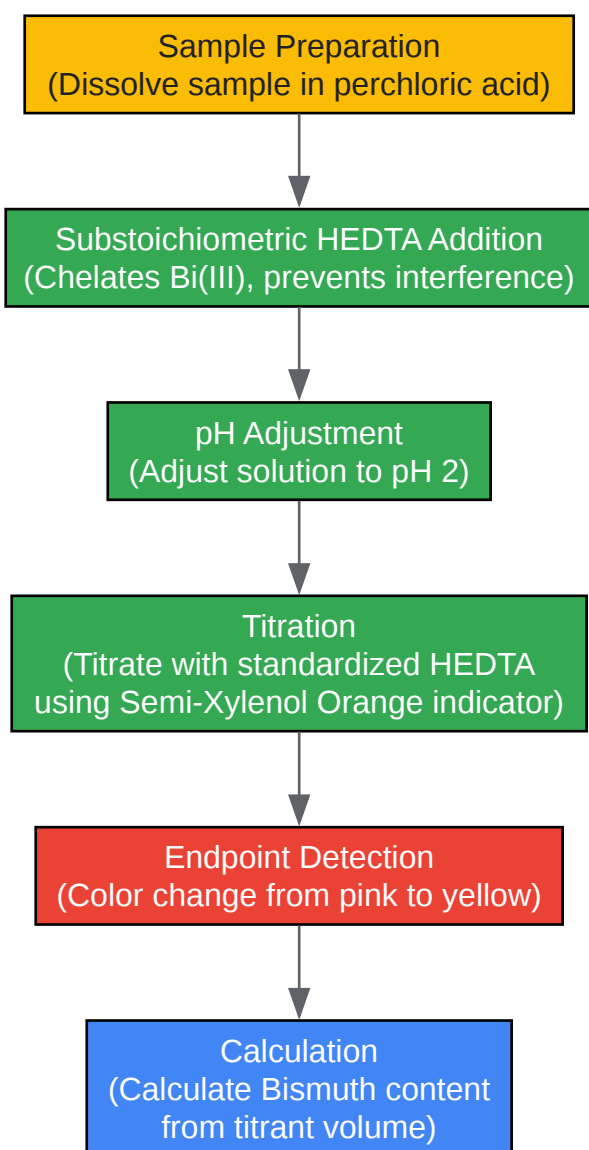 Sample Preparation
(Dissolve sample in perchloric acid)
Substoichiometric HEDTA Addition
(Chelates Bi(III), prevents interference)
pH Adjustment
(Adjust solution to pH 2)
Titration
(Titrate with standardized HEDTA
using Semi-Xylenol Orange indicator)
Endpoint Detection
(Color change from pink to yellow)
Calculation
(Calculate Bismuth content
from titrant volume)